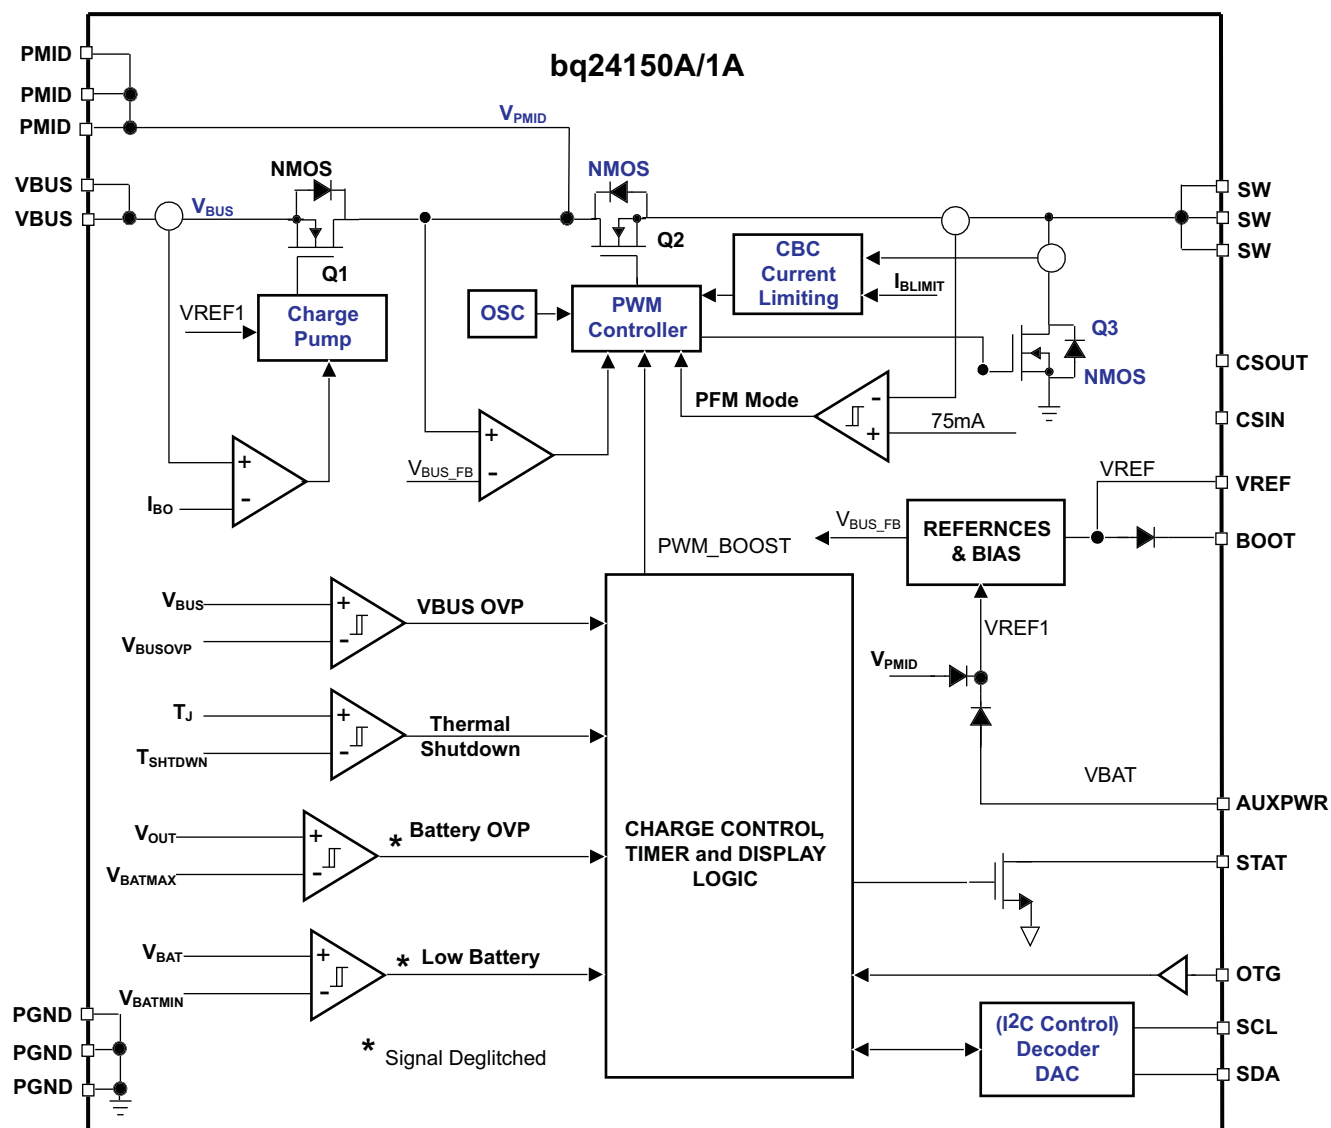 bq24150A/1A
PMID
PMID
PMID
VBUS
VBUS
VPMID
NMOS
VBUS
Q1
NMOS
Q2
SW
SW
SW
CBC
Current
Limiting
IBLIMIT
VREF1
Charge
Pump
OSC
PWM
Controller
Q3
NMOS
CSOUT
CSIN
PFM Mode
-
+
75mA
+
-
VBUS_FB
+
-
IBO
VREF
VREF
VBUS_FB
REFERNCES
& BIAS
BOOT
PWM_BOOST
VREF1
VPMID
VBAT
AUXPWR
VBUS
VBUSOVP
+
-
VBUS OVP
TJ
TSHTDWN
+
-
Thermal
Shutdown
VOUT
VBATMAX
+
-
* Battery OVP
VBAT
VBATMIN
+
-
* Low Battery
CHARGE CONTROL,
TIMER and DISPLAY
LOGIC
STAT
OTG
(I2C Control)
Decoder
DAC
SCL
SDA
PGND
PGND
PGND
* Signal Deglitched